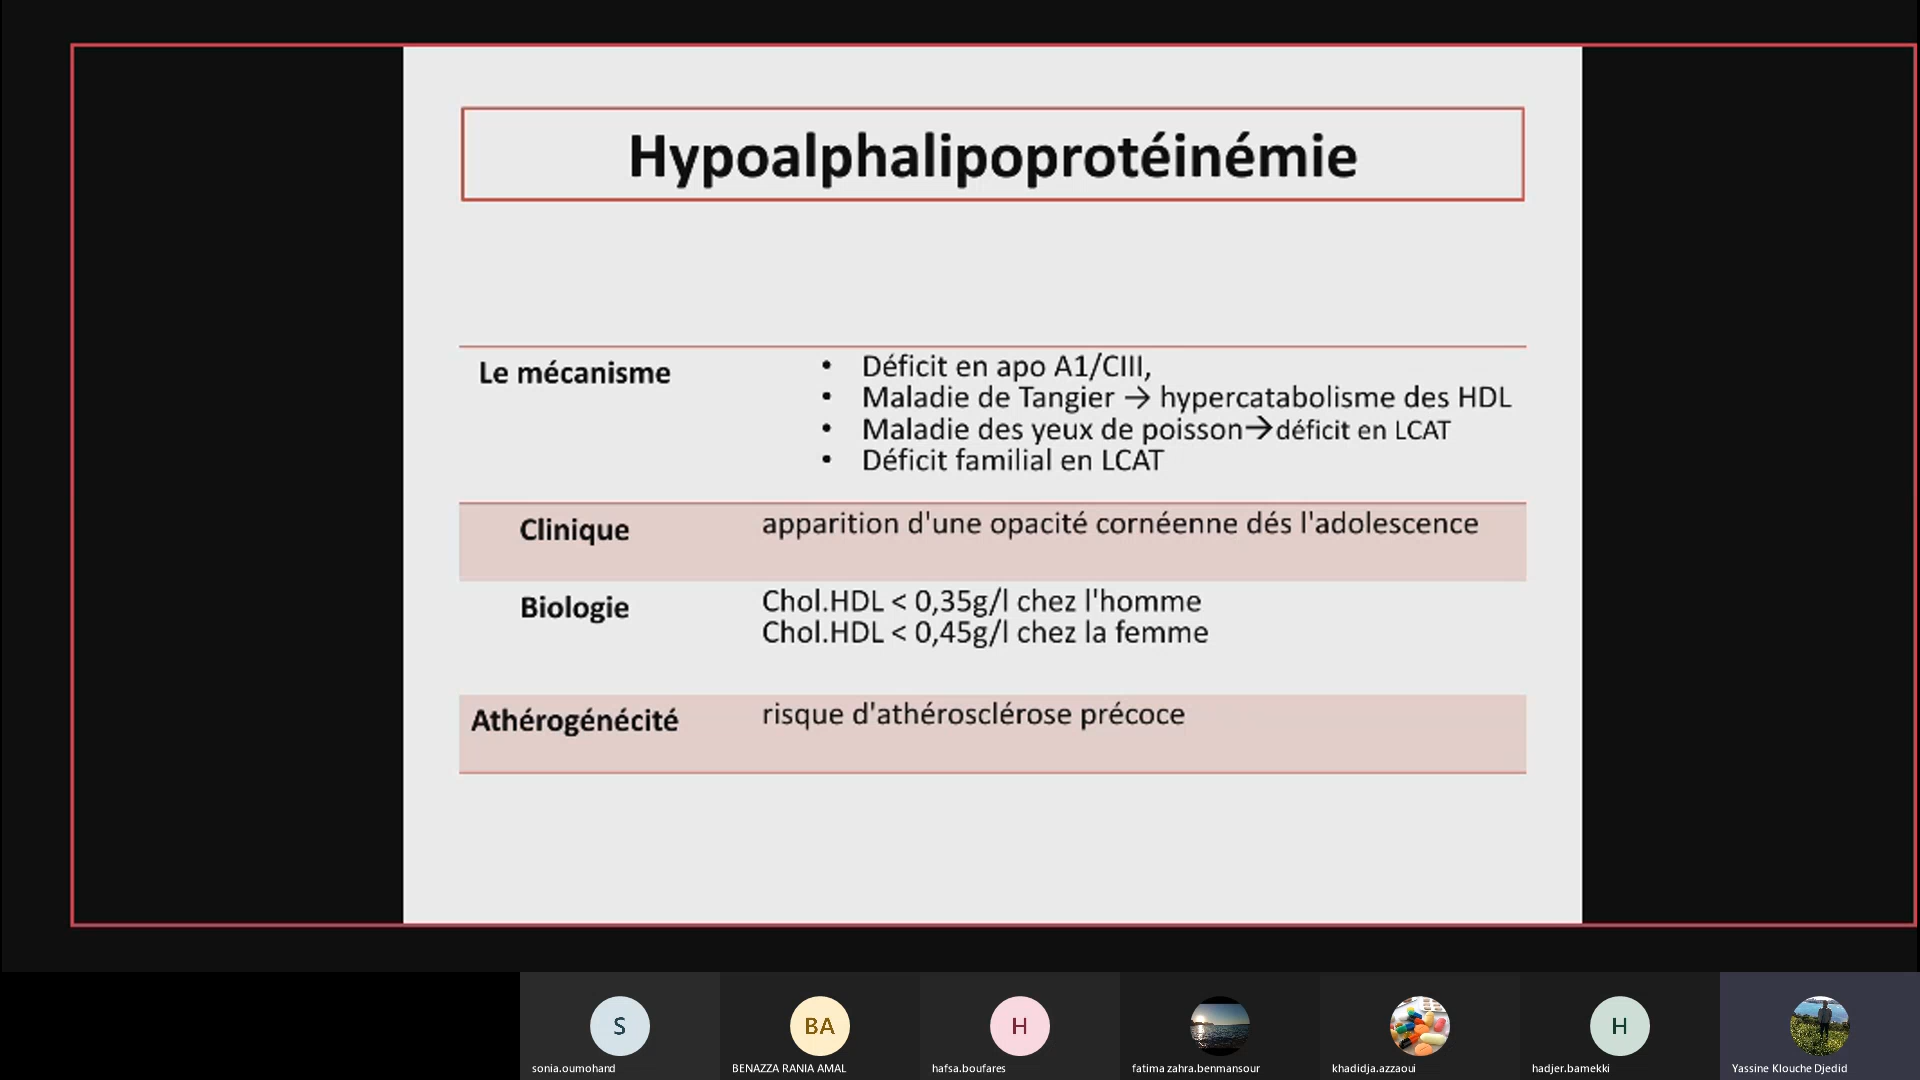 Hypoalphalipoprotéinémie
Le mécanisme
• Déficit en apo A1/CIII,
• Maladie de Tangier → hypercatabolisme des HDL
• Maladie des yeux de poisson→déficit en LCAT
• Déficit familial en LCAT
Clinique
apparition d'une opacité cornéenne dés l'adolescence
Biologie
Chol.HDL < 0,35g/l chez l'homme
Chol.HDL < 0,45g/l chez la femme
Athérogénécité
risque d'athérosclérose précoce
S
BA
H
H
sonia.oumohand
BENAZZA RANIA AMAL
hafsa.boufares
fatima zahra.benmansour
khadidja.azzaoui
hadjer.bamekki
Yassine Klouche Djedid